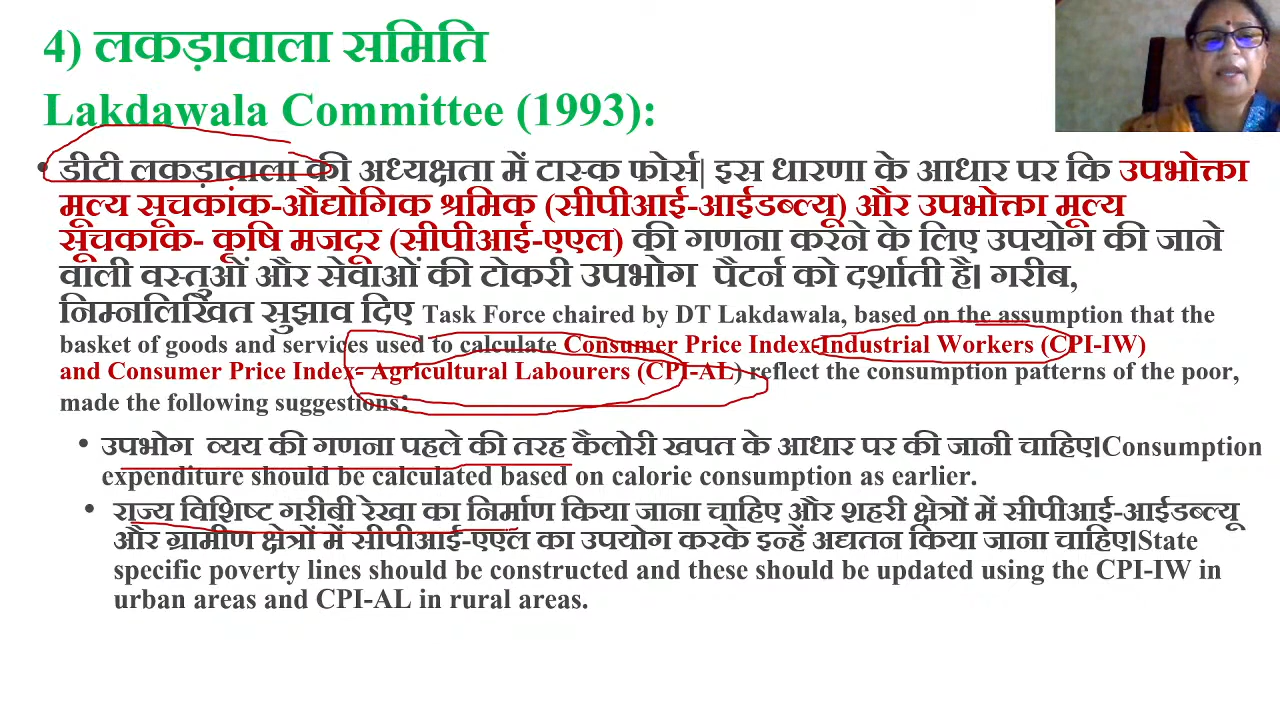 4) लकड़ावाला समिति
Lakdawala Committee (1993):
• डीटी लकड़ावाला की अध्यक्षता में टास्क फोर्स| इस धारणा के आधार पर कि उपभोक्ता
मूल्य सूचकांक-औद्योगिक श्रमिक (सीपीआई-आईडब्ल्यू) और उपभोक्ता मूल्य
सूचकांक- कृषि मजदूर (सीपीआई-एएल) की गणना करने के लिए उपयोग की जाने
वाली वस्तुओं और सेवाओं की टोकरी उपभोग पैटर्न को दर्शाती है। गरीब,
निम्नलिखित सुझाव दिए Task Force chaired by DT Lakdawala, based on the assumption that the
basket of goods and services used to calculate Consumer Price Index-Industrial Workers (CPI-IW)
and Consumer Price Index- Agricultural Labourers (CPI-AL) reflect the consumption patterns of the poor,
made the following suggestions:
• उपभोग व्यय की गणना पहले की तरह कैलोरी खपत के आधार पर की जानी चाहिए।Consumption
expenditure should be calculated based on calorie consumption as earlier.
• राज्य विशिष्ट गरीबी रेखा का निर्माण किया जाना चाहिए और शहरी क्षेत्रों में सीपीआई-आईडब्ल्यू
और ग्रामीण क्षेत्रों में सीपीआई-एएल का उपयोग करके इन्हें अद्यतन किया जाना चाहिए।State
specific poverty lines should be constructed and these should be updated using the CPI-IW in
urban areas and CPI-AL in rural areas.